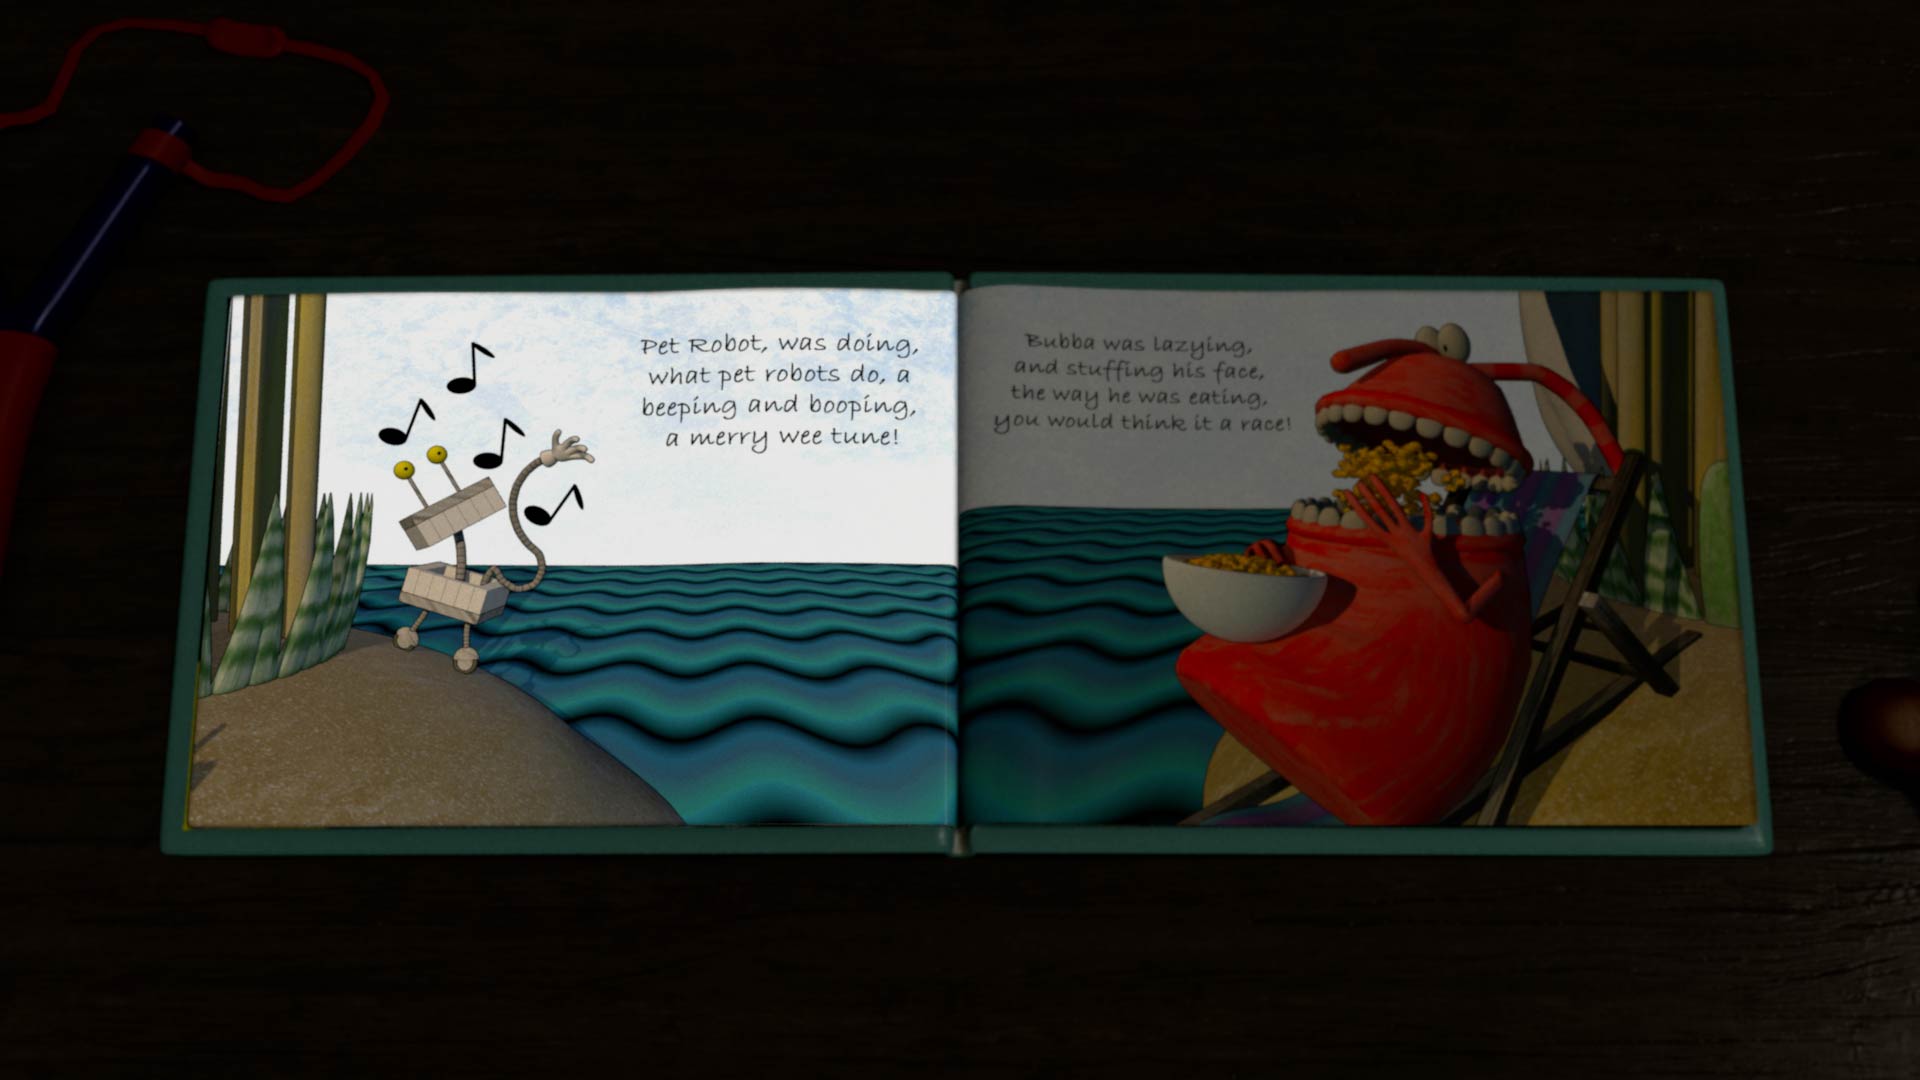 Pet Robot, was doing,
what pet robots do, a
beeping and booping,
a merry wee tune!
Bubba was lazying,
and stuffing his face,
the way he was eating,
you would think it a race!